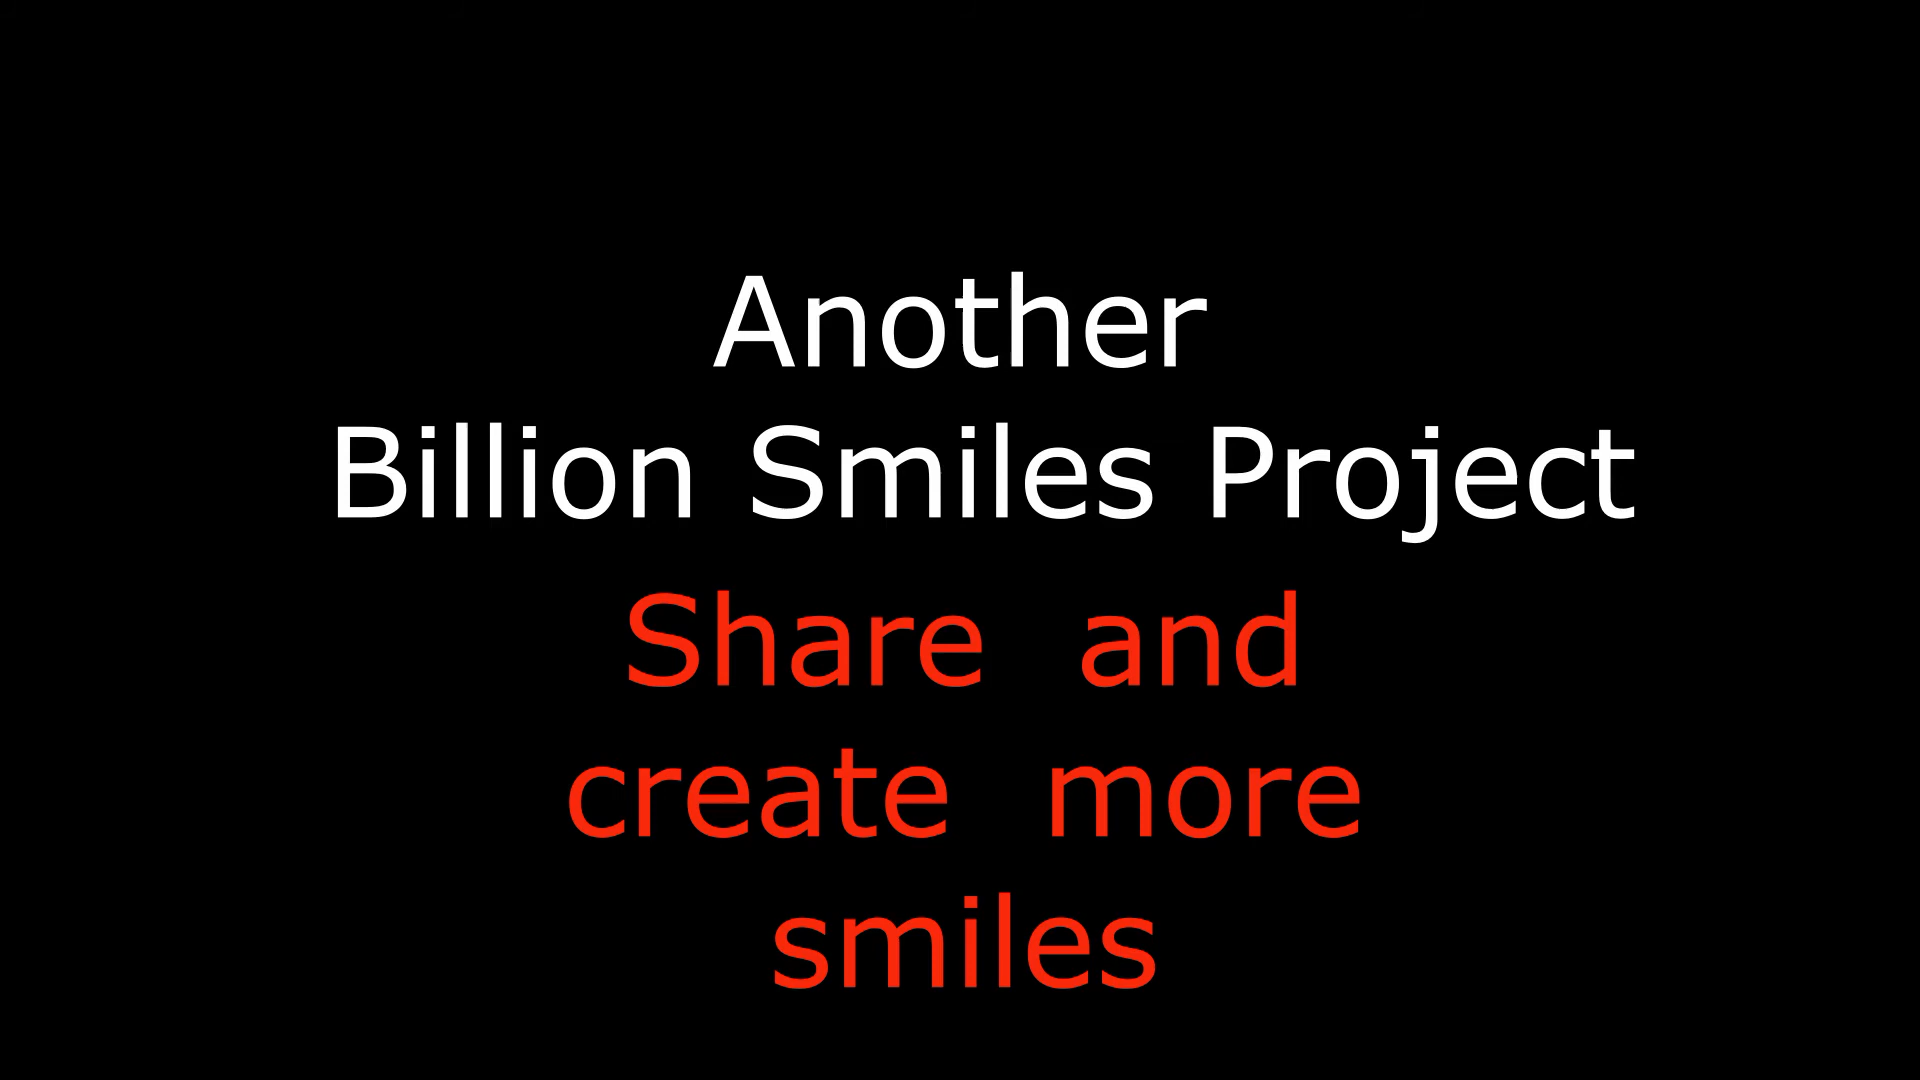 Another
Billion Smiles Project
Share and
create more
smiles